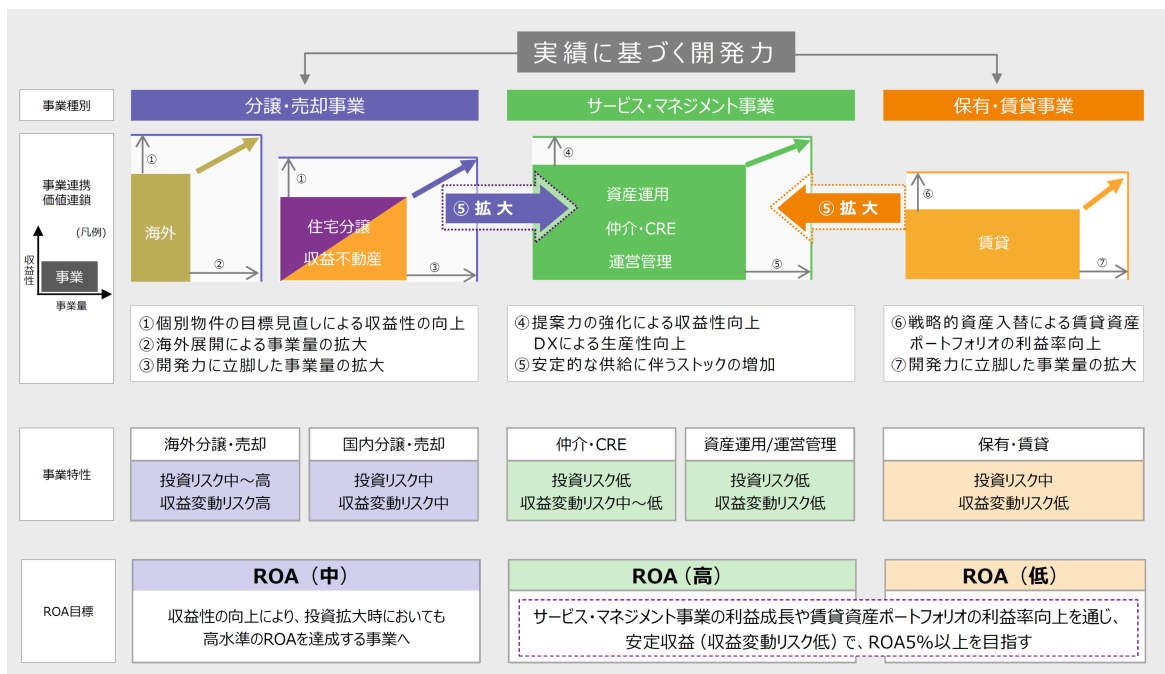 実績に基づく開発力
事業種別
分譲・売却事業
サービス・マネジメント事業
保有・賃貸事業
事業連携
価値連鎖
(凡例)
収益性
事業
事業量
①
海外
②
①
住宅分譲
収益不動産
③
⑤ 拡 大
④
資産運用
仲介・CRE
運営管理
⑤
⑤ 拡 大
⑥
賃貸
⑦
①個別物件の目標見直しによる収益性の向上
②海外展開による事業量の拡大
③開発力に立脚した事業量の拡大
④提案力の強化による収益性向上
DXによる生産性向上
⑤安定的な供給に伴うストックの増加
⑥戦略的資産入替による賃貸資産
ポートフォリオの利益率向上
⑦開発力に立脚した事業量の拡大
事業特性
海外分譲・売却
投資リスク中～高
収益変動リスク高
国内分譲・売却
投資リスク中
収益変動リスク中
仲介・CRE
投資リスク低
収益変動リスク中～低
資産運用/運営管理
投資リスク低
収益変動リスク低
保有・賃貸
投資リスク中
収益変動リスク低
ROA目標
ROA（中）
収益性の向上により、投資拡大時においても
高水準のROAを達成する事業へ
ROA（高）
ROA（低）
サービス・マネジメント事業の利益成長や賃貸資産ポートフォリオの利益率向上を通じ、
安定収益（収益変動リスク低）で、ROA5%以上を目指す